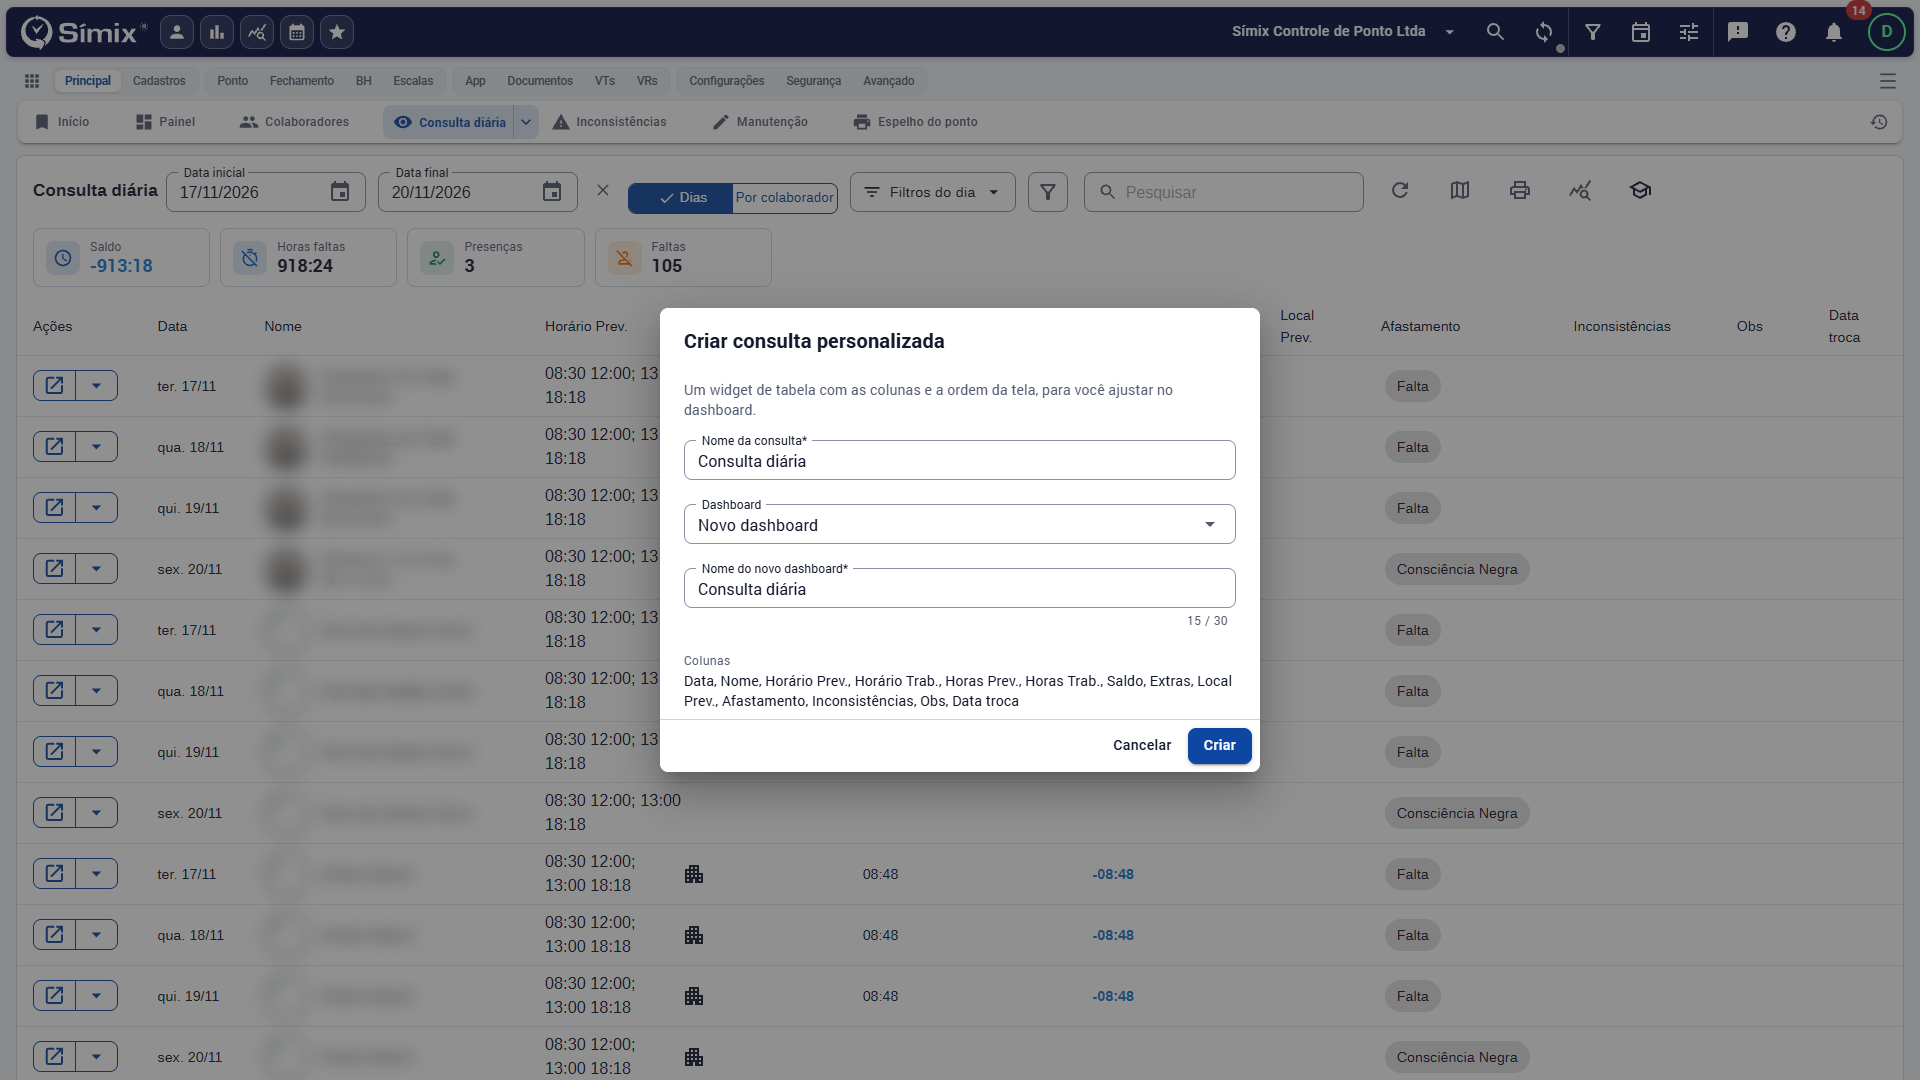 Símix
Símix Controle de Ponto Ltda
14
D
Principal Cadastros Ponto Fechamento BH Escalas App Documentos VTs VRs Configurações Segurança Avançado
Início Painel Colaboradores Consulta diária Inconsistências Manutenção Espelho do ponto
Data inicial Data final
Consulta diária 17/11/2026 20/11/2026 Dias Por colaborador Filtros do dia Pesquisar
Saldo Horas faltas Presenças Faltas
-913:18 918:24 3 105
Ações Data Nome Horário Prev. Local Prev. Afastamento Inconsistências Obs Data troca
ter. 17/11 08:30 12:00; 13 Falta
18:18
qua. 18/11 08:30 12:00; 13 Falta
18:18
qui. 19/11 08:30 12:00; 13 Falta
18:18
sex. 20/11 08:30 12:00; 13 Consciência Negra
18:18
ter. 17/11 08:30 12:00; 13 Falta
18:18
qua. 18/11 08:30 12:00; 13 Falta
18:18
qui. 19/11 08:30 12:00; 13 Falta
18:18
sex. 20/11 08:30 12:00; 13:00 Consciência Negra
18:18
ter. 17/11 08:30 12:00; 08:48 -08:48 Falta
13:00 18:18
qua. 18/11 08:30 12:00; 08:48 -08:48 Falta
13:00 18:18
qui. 19/11 08:30 12:00; 08:48 -08:48 Falta
13:00 18:18
sex. 20/11 08:30 12:00; Consciência Negra
13:00 18:18
Criar consulta personalizada
Um widget de tabela com as colunas e a ordem da tela, para você ajustar no
dashboard.
Nome da consulta*
Consulta diária
Dashboard
Novo dashboard
Nome do novo dashboard*
Consulta diária
15 / 30
Colunas
Data, Nome, Horário Prev., Horário Trab., Horas Prev., Horas Trab., Saldo, Extras, Local
Prev., Afastamento, Inconsistências, Obs, Data troca
Cancelar Criar